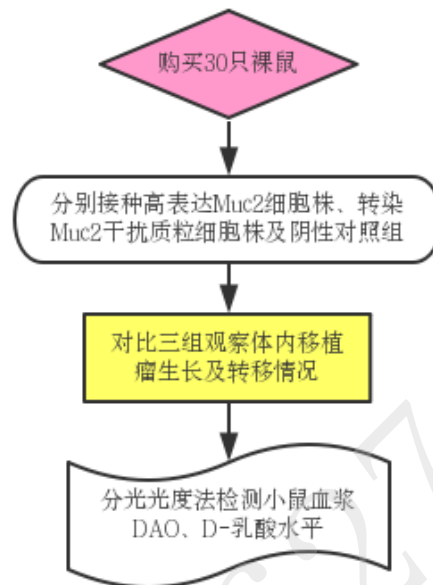 购买30只裸鼠
分别接种高表达Muc2细胞株、转染
Muc2干扰质粒细胞株及阴性对照组
对比三组观察体内移植
瘤生长及转移情况
分光光度法检测小鼠血浆
DAO、D-乳酸水平